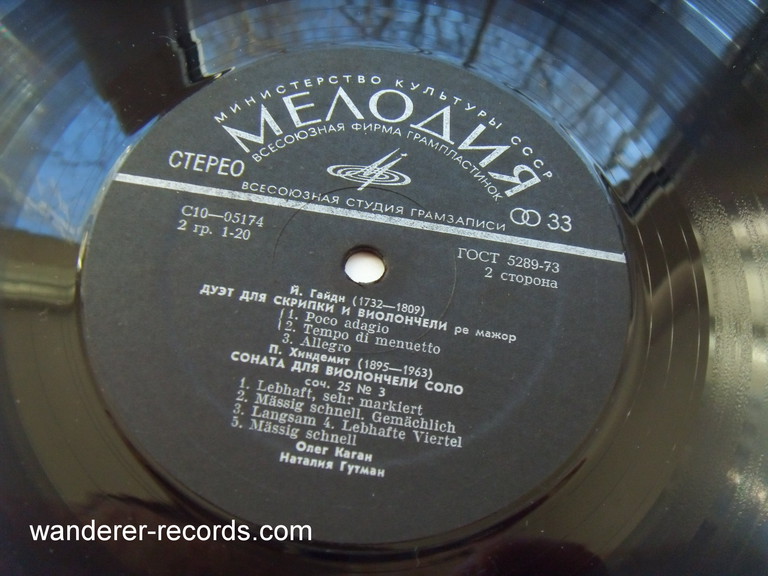 МИНИСТЕРСТВО КУЛЬТУРЫ СССР
МЕЛОДИЯ
ВСЕСОЮЗНАЯ ФИРМА ГРАМПЛАСТИНОК
СТЕРЕО
ВСЕСОЮЗНАЯ СТУДИЯ ГРАМЗАПИСИ
33
С10—05174
2 гр. 1-20
ГОСТ 5289-73
2 сторона
Й. Гайдн (1732—1809)
ДУЭТ ДЛЯ СКРИПКИ И ВИОЛОНЧЕЛИ ре мажор
1. Poco adagio
2. Tempo di menuetto
3. Allegro
П. Хиндемит (1895—1963)
СОНАТА ДЛЯ ВИОЛОНЧЕЛИ СОЛО
соч. 25 № 3
1. Lebhaft, sehr markiert
2. Mässig schnell. Gemächlich
3. Langsam 4. Lebhafte Viertel
5. Mässig schnell
Олег Каган
Наталия Гутман
wanderer-records.com